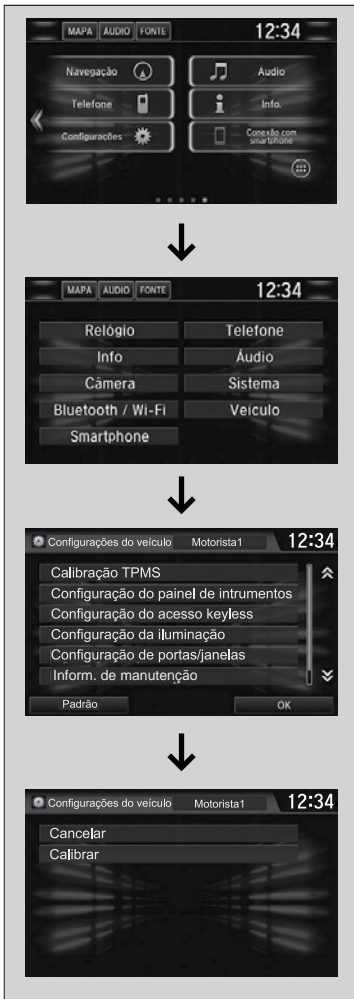 MAPA AUDIO FONTE 12:34
Navegação Audio
Telefone Info.
Configurações Conexão com
smartphone
MAPA AUDIO FONTE 12:34
Relógio Telefone
Info Áudio
Câmera Sistema
Bluetooth / Wi-Fi Veículo
Smartphone
Configurações do veículo Motorista1 12:34
Calibração TPMS
Configuração do painel de intrumentos
Configuração do acesso keyless
Configuração da iluminação
Configuração de portas/janelas
Inform. de manutenção
Padrão OK
Configurações do veículo Motorista1 12:34
Cancelar
Calibrar